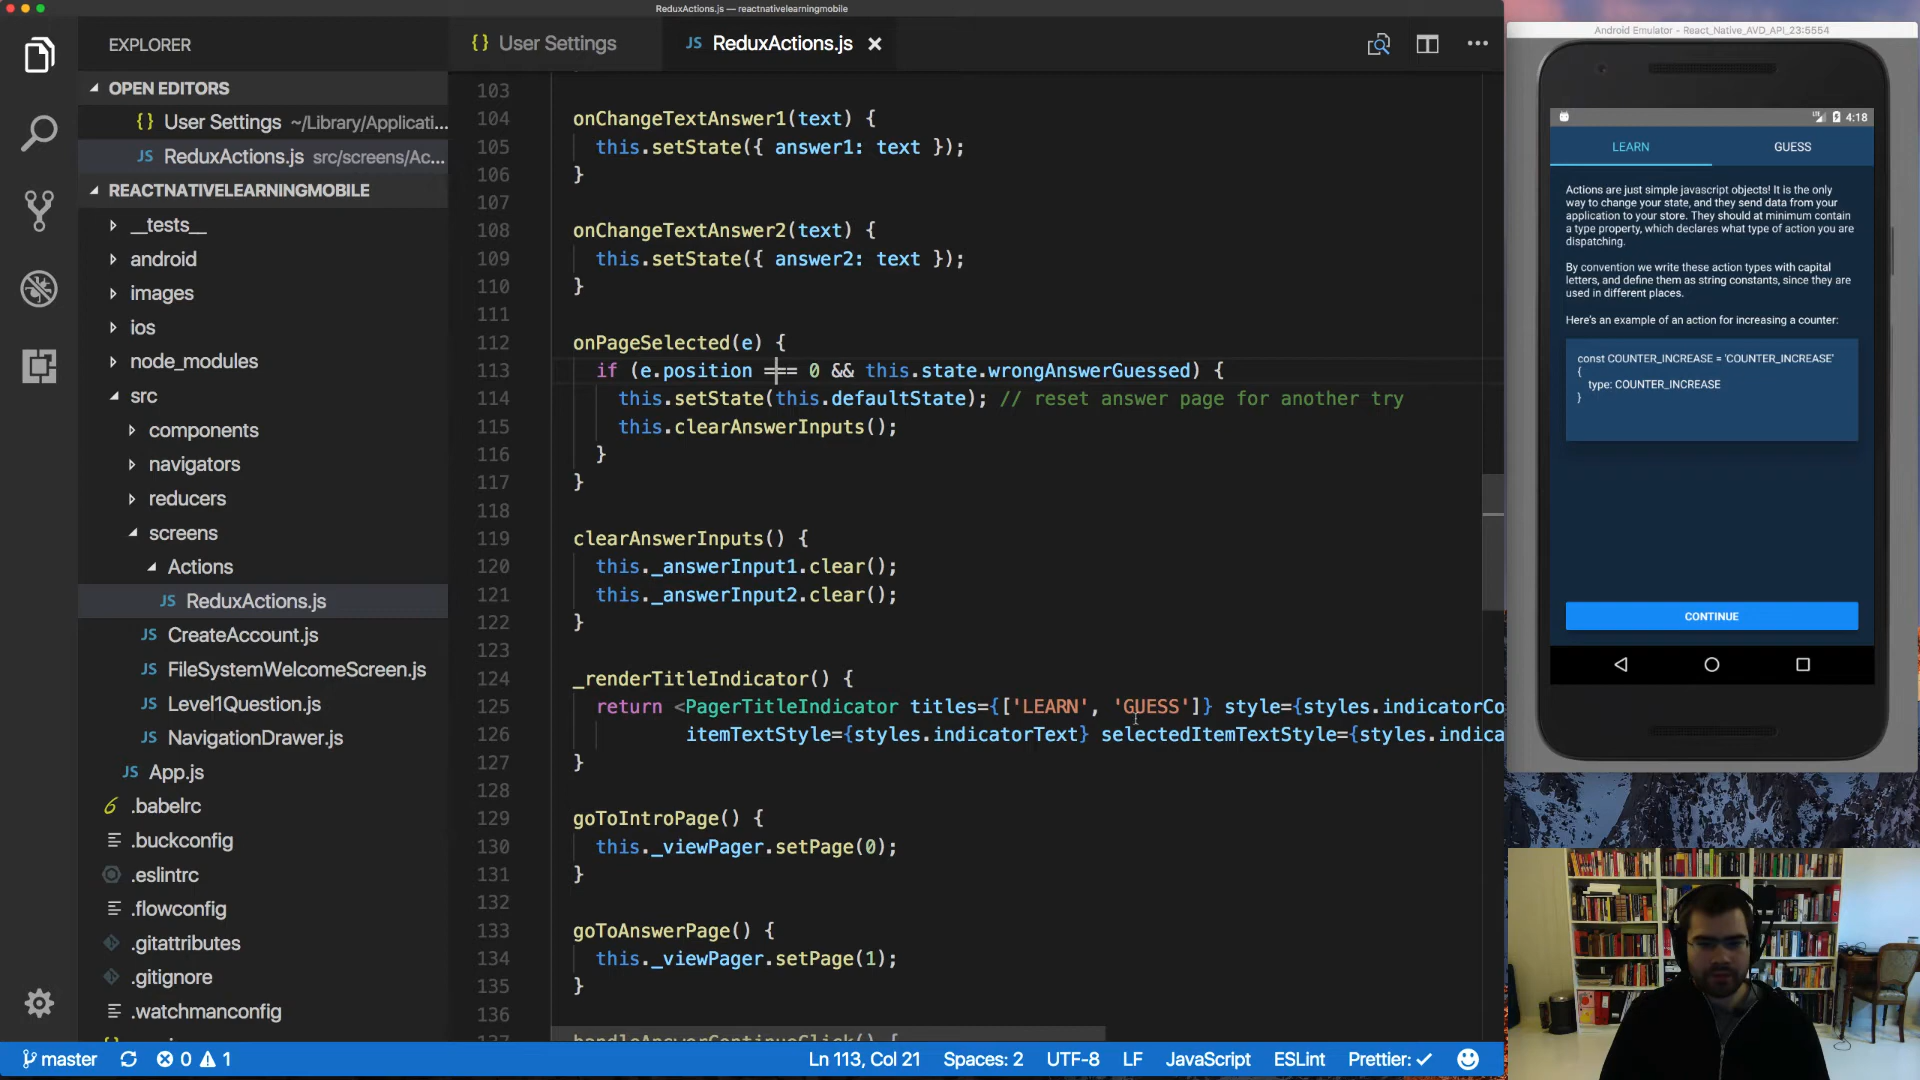 ReduxActions.js — reactnativelearningmobile
EXPLORER
OPEN EDITORS
{} User Settings ~/Library/Applicati...
JS ReduxActions.js src/screens/Ac...
REACTNATIVELEARNINGMOBILE
__tests__
android
images
ios
node_modules
src
components
navigators
reducers
screens
Actions
JS ReduxActions.js
JS CreateAccount.js
JS FileSystemWelcomeScreen.js
JS Level1Question.js
JS NavigationDrawer.js
JS App.js
.babelrc
.buckconfig
.eslintrc
.flowconfig
.gitattributes
.gitignore
.watchmanconfig
{} User Settings
JS ReduxActions.js
103
104 onChangeTextAnswer1(text) {
105 this.setState({ answer1: text });
106 }
107
108 onChangeTextAnswer2(text) {
109 this.setState({ answer2: text });
110 }
111
112 onPageSelected(e) {
113 if (e.position === 0 && this.state.wrongAnswerGuessed) {
114 this.setState(this.defaultState); // reset answer page for another try
115 this.clearAnswerInputs();
116 }
117 }
118
119 clearAnswerInputs() {
120 this._answerInput1.clear();
121 this._answerInput2.clear();
122 }
123
124 _renderTitleIndicator() {
125 return <PagerTitleIndicator titles={['LEARN', 'GUESS']} style={styles.indicatorCo
126 itemTextStyle={styles.indicatorText} selectedItemTextStyle={styles.indica
127 }
128
129 goToIntroPage() {
130 this._viewPager.setPage(0);
131 }
132
133 goToAnswerPage() {
134 this._viewPager.setPage(1);
135 }
136
137 handleAnswerContinueClick() {
master 0 1
Ln 113, Col 21 Spaces: 2 UTF-8 LF JavaScript ESLint Prettier: ✓
Android Emulator - React_Native_AVD_API_23:5554
4:18
LEARN GUESS
Actions are just simple javascript objects! It is the only
way to change your state, and they send data from your
application to your store. They should at minimum contain
a type property, which declares what type of action you are
dispatching.
By convention we write these action types with capital
letters, and define them as string constants, since they are
used in different places.
Here's an example of an action for increasing a counter:
const COUNTER_INCREASE = 'COUNTER_INCREASE'
{
type: COUNTER_INCREASE
}
CONTINUE